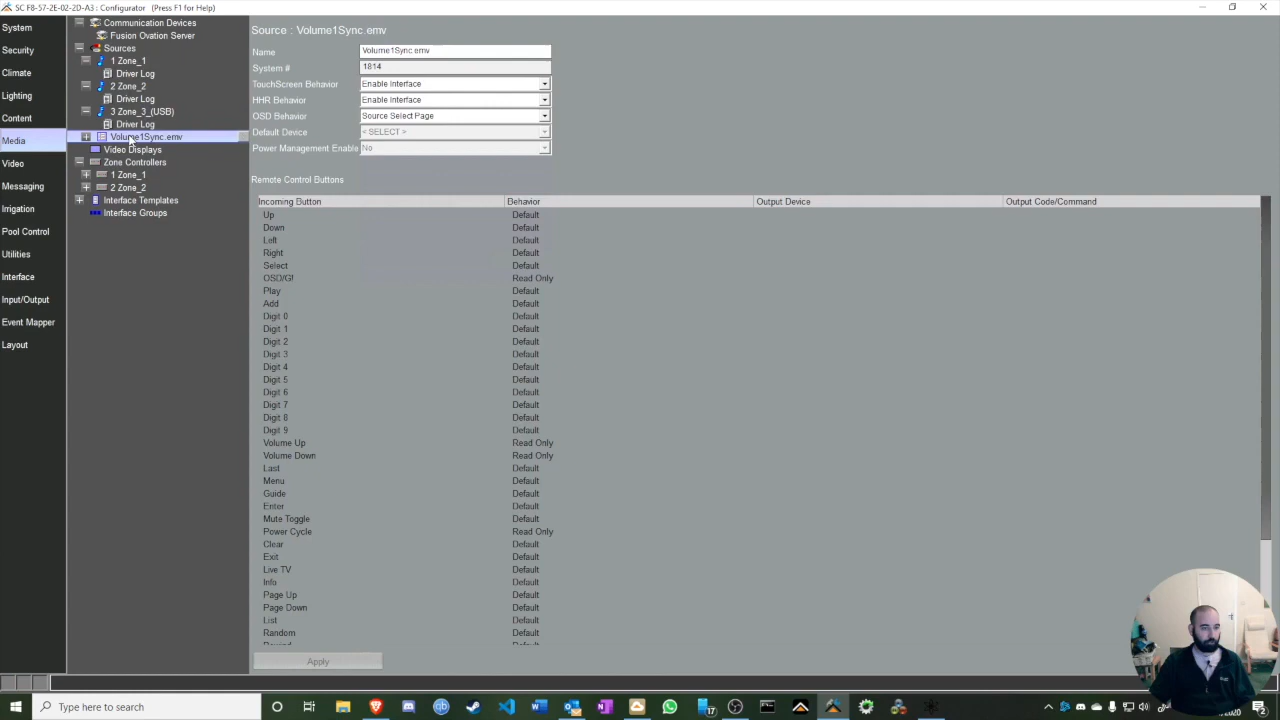 SC F8-57-2E-02-2D-A3 : Configurator   (Press F1 for Help)
System
Security
Climate
Lighting
Content
Media
Video
Messaging
Irrigation
Pool Control
Utilities
Interface
Input/Output
Event Mapper
Layout
Communication Devices
Fusion Ovation Server
Sources
1 Zone_1
Driver Log
2 Zone_2
Driver Log
3 Zone_3_(USB)
Driver Log
Volume1Sync.emv
Video Displays
Zone Controllers
1 Zone_1
2 Zone_2
Interface Templates
Interface Groups
Source : Volume1Sync.emv
Name Volume1Sync.emv
System # 1814
TouchScreen Behavior Enable Interface
HHR Behavior Enable Interface
OSD Behavior Source Select Page
Default Device < SELECT >
Power Management Enable No
Remote Control Buttons
Incoming Button Behavior Output Device Output Code/Command
Up Default
Down Default
Left Default
Right Default
Select Default
OSD/G! Read Only
Play Default
Add Default
Digit 0 Default
Digit 1 Default
Digit 2 Default
Digit 3 Default
Digit 4 Default
Digit 5 Default
Digit 6 Default
Digit 7 Default
Digit 8 Default
Digit 9 Default
Volume Up Read Only
Volume Down Read Only
Last Default
Menu Default
Guide Default
Enter Default
Mute Toggle Default
Power Cycle Read Only
Clear Default
Exit Default
Live TV Default
Info Default
Page Up Default
Page Down Default
List Default
Random Default
Rewind Default
Apply
Type here to search
17